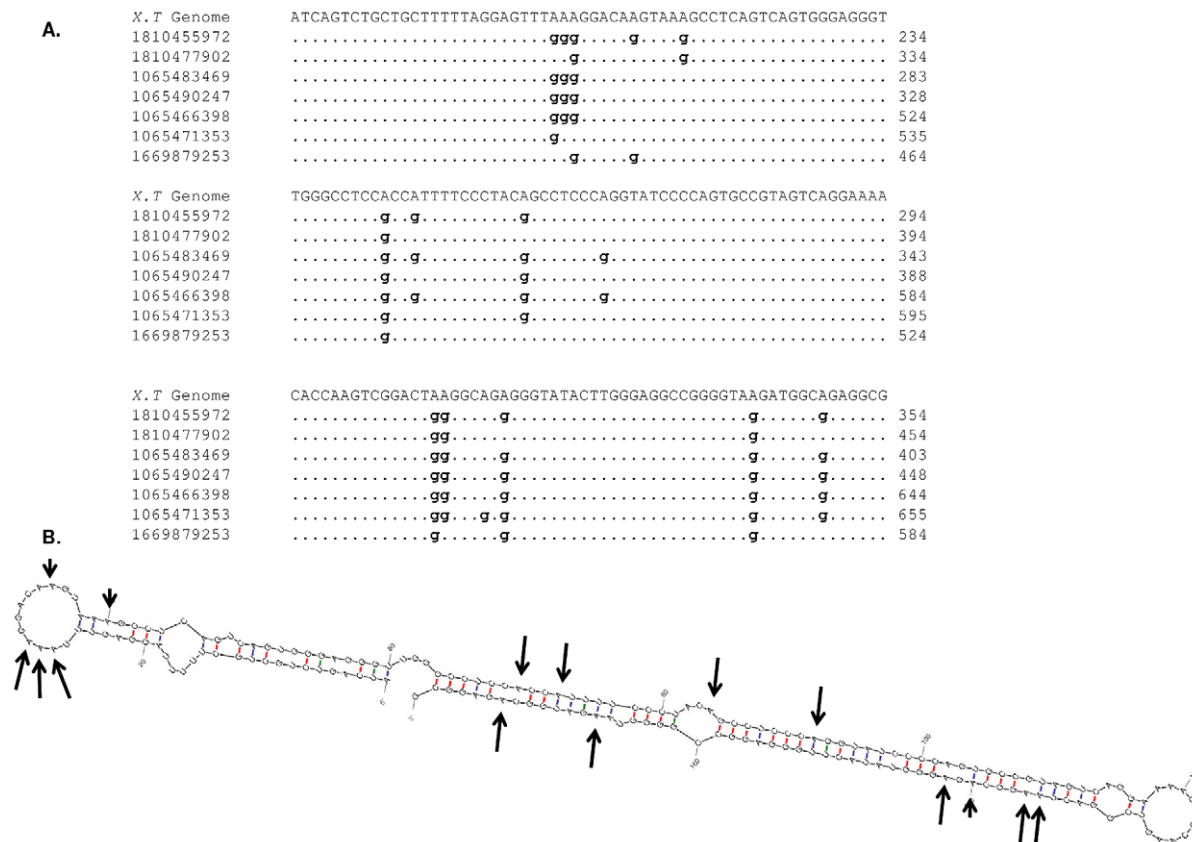 A.
X.T Genome ATCAGTCTGCTGCTTTTTAGGAGTTTAAAGGACAAGTAAAGCCTCAGTCAGTGGGAGGGT
1810455972 ..........................ggg.....g....g.................... 234
1810477902 ............................g..........g.................... 334
1065483469 ..........................ggg............................... 283
1065490247 ..........................ggg............................... 328
1065466398 ..........................ggg............................... 524
1065471353 ..........................g................................. 535
1669879253 ............................g.....g......................... 464
X.T Genome TGGGCCTCCACCATTTTCCCTACAGCCTCCCAGGTATCCCCAGTGCCGTAGTCAGGAAAA
1810455972 .........g..g..........g.................................... 294
1810477902 .........g.................................................. 394
1065483469 .........g..g..........g.......g............................ 343
1065490247 .........g.............g.................................... 388
1065466398 .........g..g..........g.......g............................ 584
1065471353 .........g.............g.................................... 595
1669879253 .........g.................................................. 524
X.T Genome CACCAAGTCGGACTAAGGCAGAGGGTATACTTGGGAGGCCGGGGTAAGATGGCAGAGGCG
1810455972 ..............gg.....g........................g......g...... 354
1810477902 ..............gg..............................g............. 454
1065483469 ..............gg.....g........................g......g...... 403
1065490247 ..............gg.....g........................g......g...... 448
1065466398 ..............gg.....g........................g......g...... 644
1065471353 ..............gg...g.g........................g......g...... 655
1669879253 ..............g......g........................g............. 584
B.